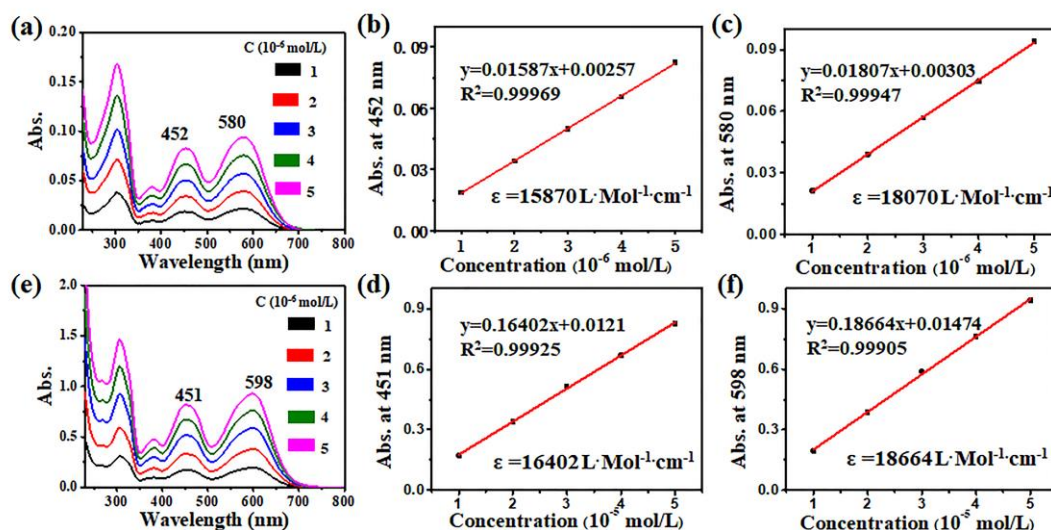 (a)
0.20
0.15
0.10
0.05
0.00
Abs.
C (10⁻⁶ mol/L)
1
2
3
4
5
452
580
300 400 500 600 700 800
Wavelength (nm)
(b)
0.09
0.06
0.03
0.00
Abs. at 452 nm
y=0.01587x+0.00257
R²=0.99969
ε =15870 L·Mol⁻¹cm⁻¹
1 2 3 4 5
Concentration (10⁻⁶ mol/L)
(c)
0.09
0.06
0.03
0.00
Abs. at 580 nm
y=0.01807x+0.00303
R²=0.99947
ε =18070 L·Mol⁻¹cm⁻¹
1 2 3 4 5
Concentration (10⁻⁶ mol/L)
(e)
2.0
1.5
1.0
0.5
0.0
Abs.
C (10⁻⁶ mol/L)
1
2
3
4
5
451
598
300 400 500 600 700 800
Wavelength (nm)
(d)
0.9
0.6
0.3
0.0
Abs. at 451 nm
y=0.16402x+0.0121
R²=0.99925
ε =16402 L·Mol⁻¹·cm⁻¹
1 2 3 4 5
Concentration (10⁻⁵ mol/L)
(f)
0.9
0.6
0.3
0.0
Abs. at 598 nm
y=0.18664x+0.01474
R²=0.99905
ε =18664 L·Mol⁻¹·cm⁻¹
1 2 3 4 5
Concentration (10⁻⁵ mol/L)